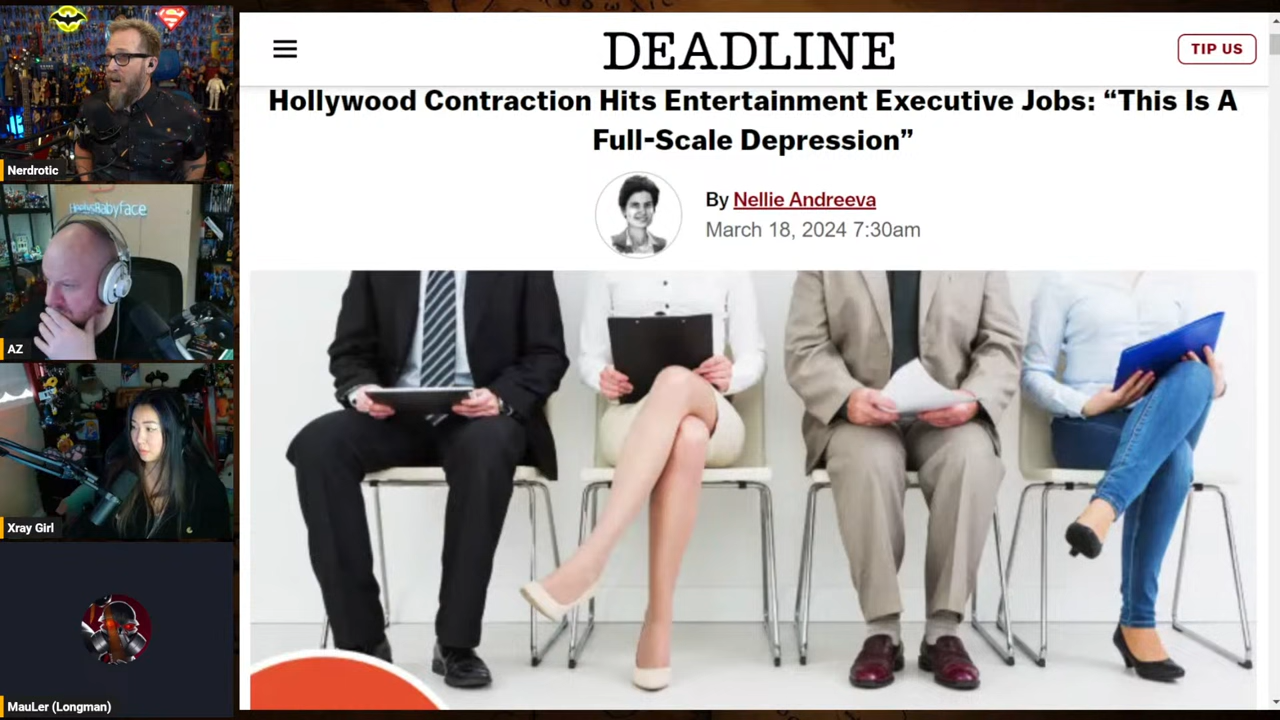 Nerdrotic
HeelvsBabyface
AZ
Xray Girl
MauLer (Longman)
DEADLINE
TIP US
Hollywood Contraction Hits Entertainment Executive Jobs: “This Is A
Full-Scale Depression”
By Nellie Andreeva
March 18, 2024 7:30am